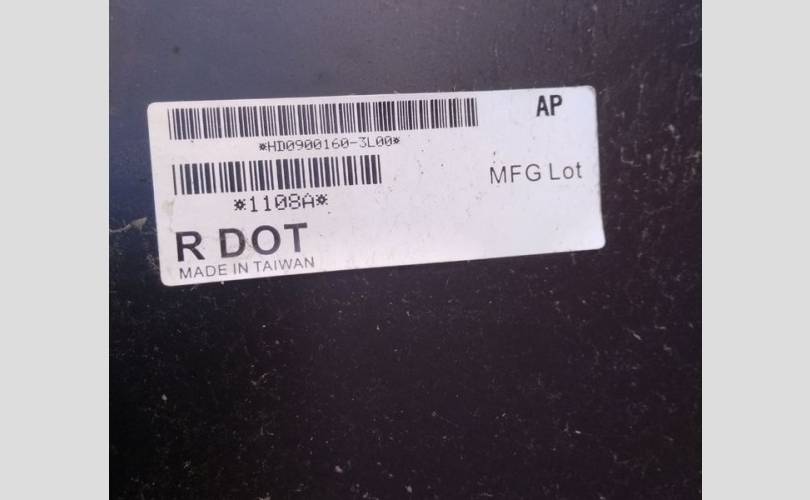 AP
*HD0900160-3L00*
MFG Lot
*1108A*
R DOT
MADE IN TAIWAN